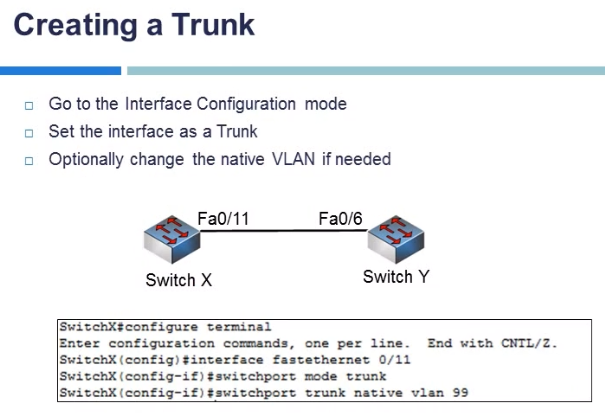 Creating a Trunk
Go to the Interface Configuration mode
Set the interface as a Trunk
Optionally change the native VLAN if needed
Fa0/11 Fa0/6
Switch X Switch Y
SwitchX#configure terminal
Enter configuration commands, one per line. End with CNTL/Z.
SwitchX(config)#interface fastethernet 0/11
SwitchX(config-if)#switchport mode trunk
SwitchX(config-if)#switchport trunk native vlan 99